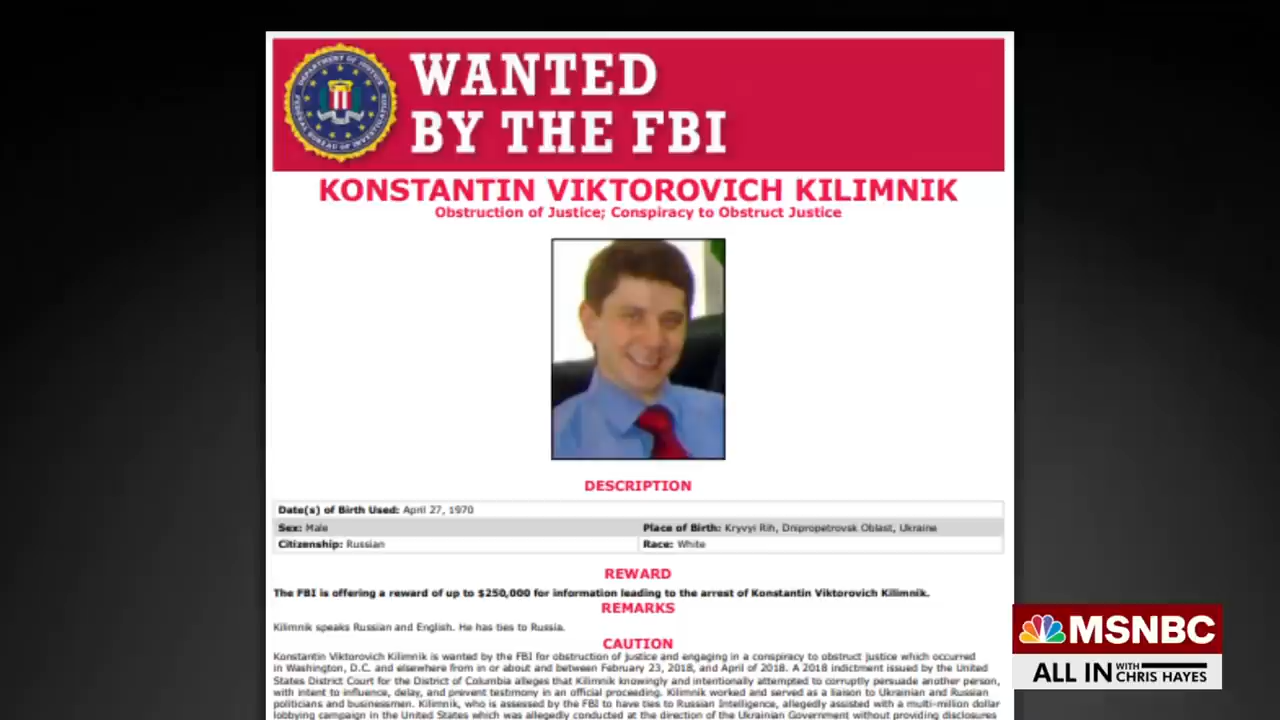 WANTED
BY THE FBI
DEPARTMENT OF JUSTICE
FEDERAL BUREAU OF INVESTIGATION
KONSTANTIN VIKTOROVICH KILIMNIK
Obstruction of Justice; Conspiracy to Obstruct Justice
DESCRIPTION
Date(s) of Birth Used: April 27, 1970
Sex: Male Place of Birth: Kryvyi Rih, Dnipropetrovsk Oblast, Ukraine
Citizenship: Russian Race: White
REWARD
The FBI is offering a reward of up to $250,000 for information leading to the arrest of Konstantin Viktorovich Kilimnik.
REMARKS
Kilimnik speaks Russian and English. He has ties to Russia.
CAUTION
Konstantin Viktorovich Kilimnik is wanted by the FBI for obstruction of justice and engaging in a conspiracy to obstruct justice which occurred
in Washington, D.C. and elsewhere from in or about and between February 23, 2018, and April of 2018. A 2018 indictment issued by the United
States District Court for the District of Columbia alleges that Kilimnik knowingly and intentionally attempted to corruptly persuade another person,
with intent to influence, delay, and prevent testimony in an official proceeding. Kilimnik worked and served as a liaison to Ukrainian and Russian
politicians and businessmen. Kilimnik, who is assessed by the FBI to have ties to Russian Intelligence, allegedly assisted with a multi-million dollar
lobbying campaign in the United States which was allegedly conducted at the direction of the Ukrainian Government without providing disclosures
MSNBC
ALL IN WITH CHRIS HAYES